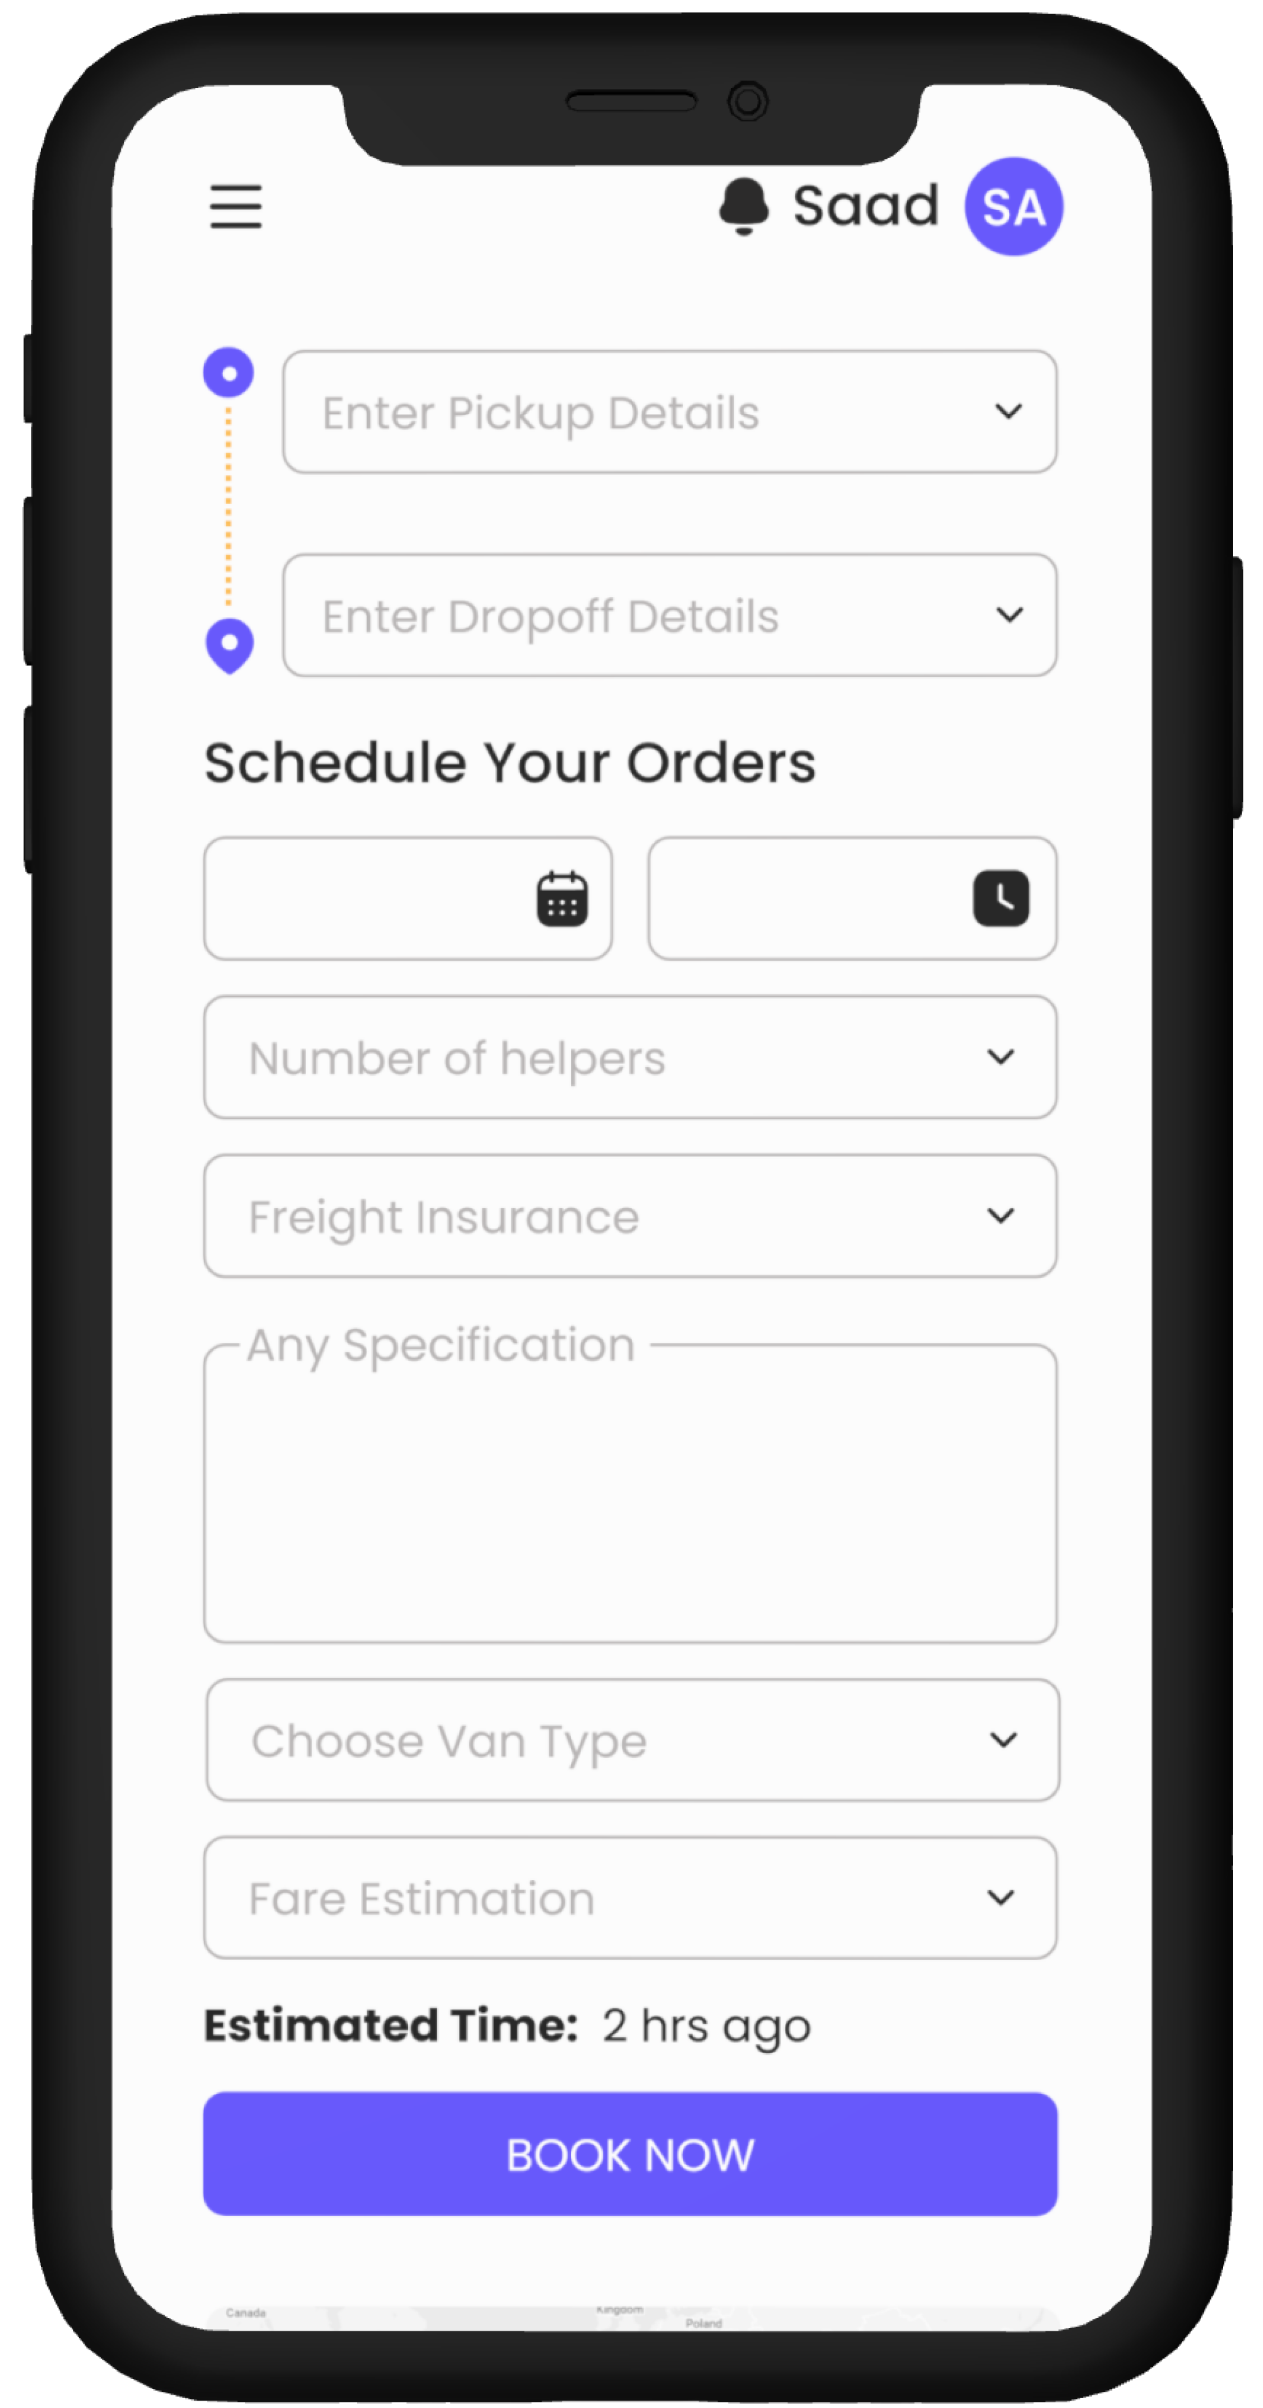 Saad SA
Enter Pickup Details
Enter Dropoff Details
Schedule Your Orders
Number of helpers
Freight Insurance
Any Specification
Choose Van Type
Fare Estimation
Estimated Time: 2 hrs ago
BOOK NOW
Canada
Kingdom
Poland